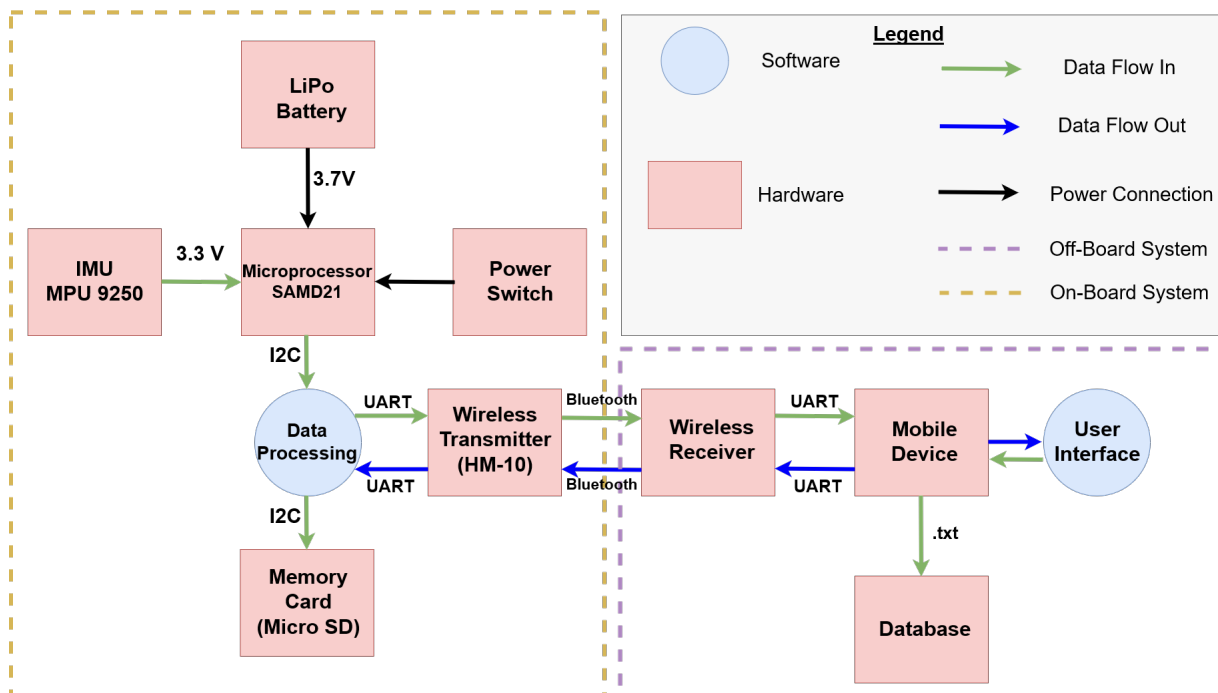 Legend
Software
Data Flow In
Data Flow Out
Hardware
Power Connection
Off-Board System
On-Board System
LiPo
Battery
3.7V
IMU
MPU 9250
3.3 V
Microprocessor
SAMD21
Power
Switch
I2C
Data
Processing
UART
UART
Wireless
Transmitter
(HM-10)
Bluetooth
Bluetooth
Wireless
Receiver
UART
UART
Mobile
Device
User
Interface
I2C
Memory
Card
(Micro SD)
.txt
Database